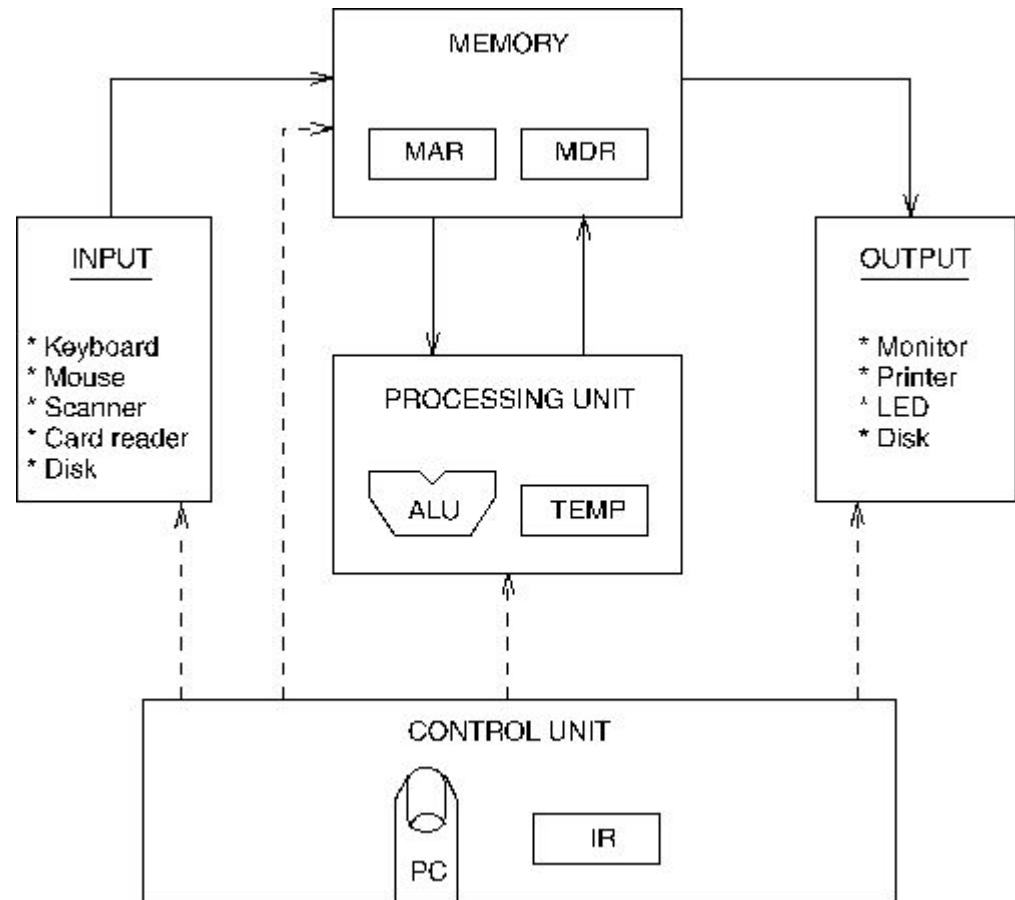 MEMORY
MAR
MDR
INPUT
* Keyboard
* Mouse
* Scanner
* Card reader
* Disk
OUTPUT
* Monitor
* Printer
* LED
* Disk
PROCESSING UNIT
ALU
TEMP
CONTROL UNIT
PC
IR